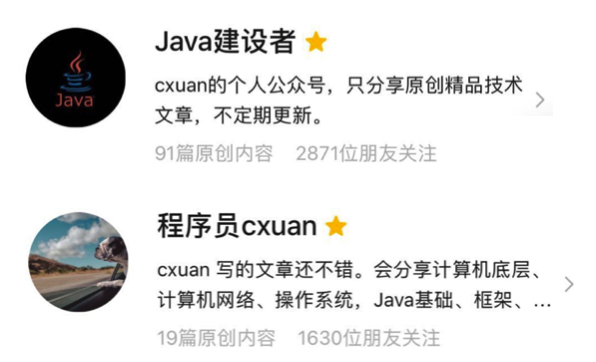 Java建设者
cxuan的个人公众号，只分享原创精品技术
文章，不定期更新。
91篇原创内容 2871位朋友关注
Java
程序员cxuan
cxuan 写的文章还不错。会分享计算机底层、
计算机网络、操作系统，Java基础、框架、...
19篇原创内容 1630位朋友关注